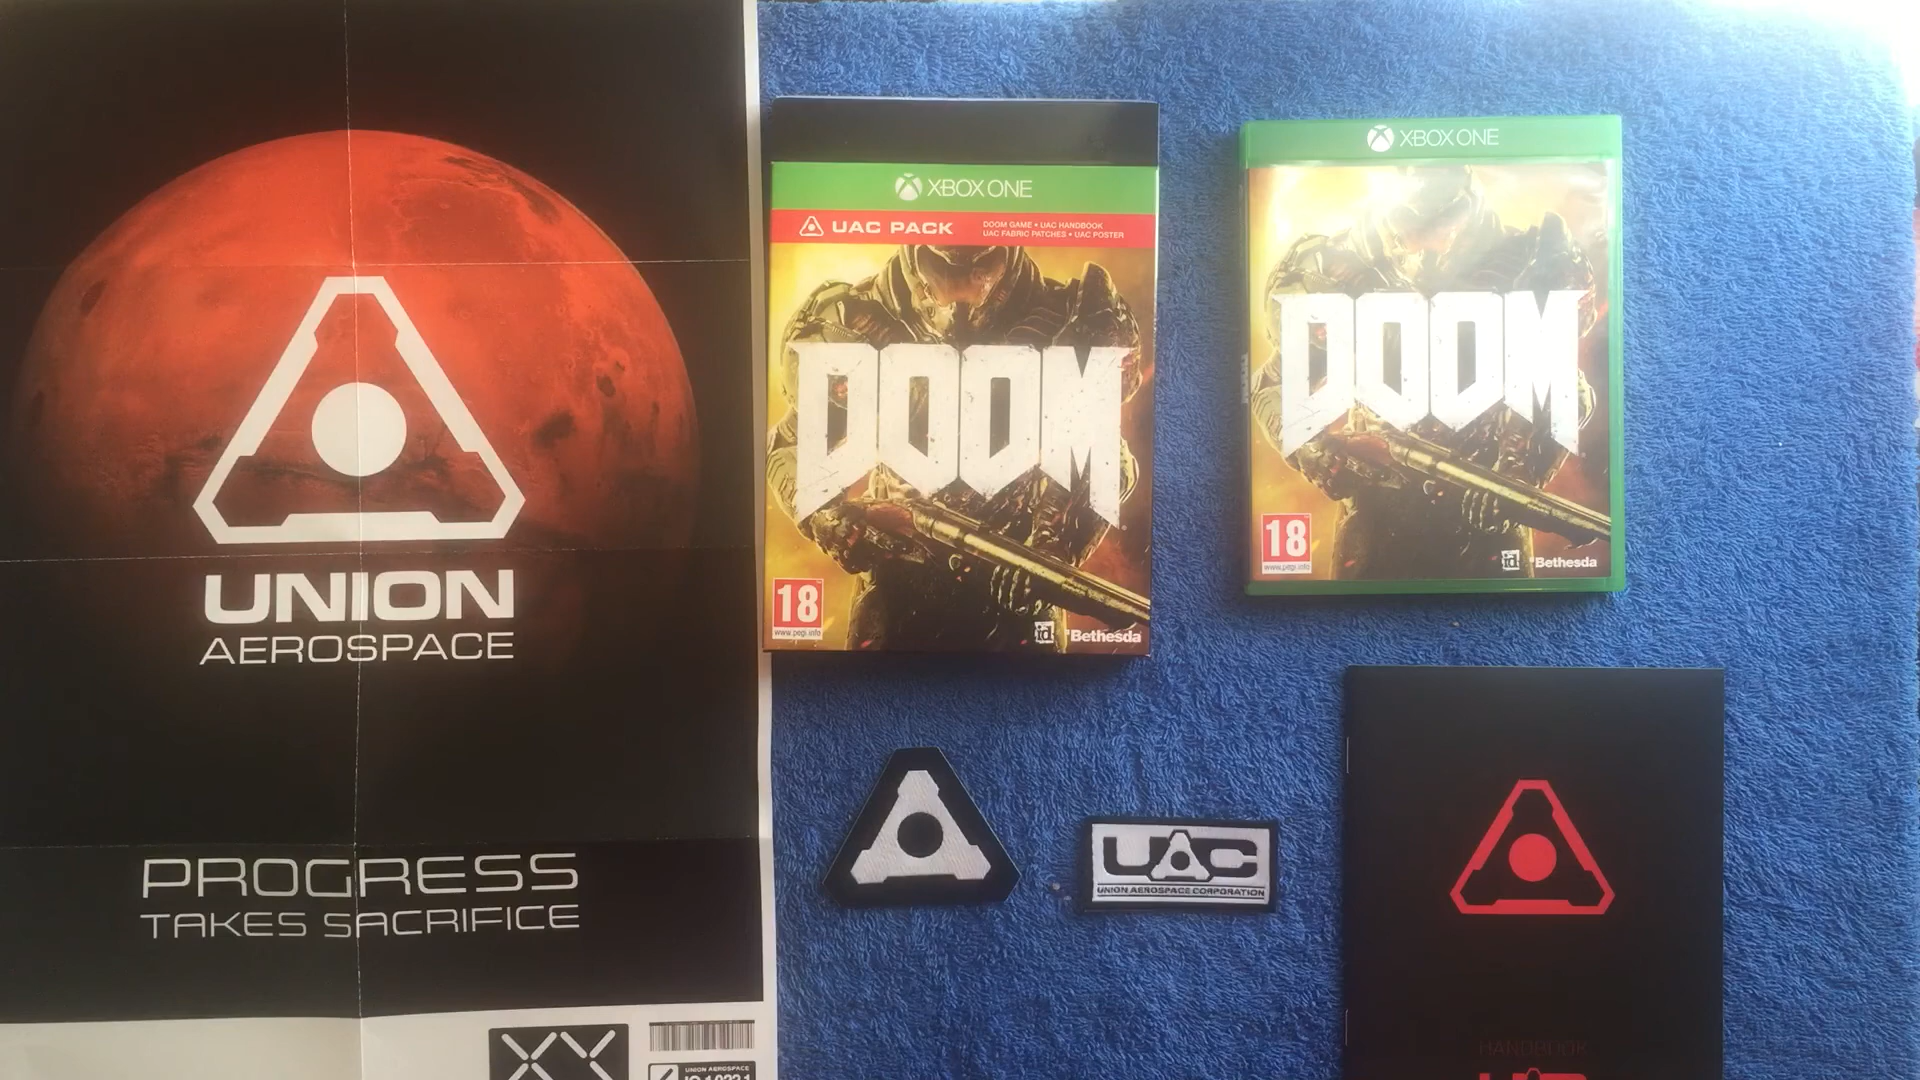 UNION
AEROSPACE
PROGRESS
TAKES SACRIFICE
UNION AEROSPACE
XBOX ONE
UAC PACK
DOOM GAME • UAC HANDBOOK
UAC FABRIC PATCHES • UAC POSTER
DOOM
18
www.pegi.info
id
Bethesda
XBOX ONE
DOOM
18
www.pegi.info
id
Bethesda
UAC
UNION AEROSPACE CORPORATION
HANDBOOK